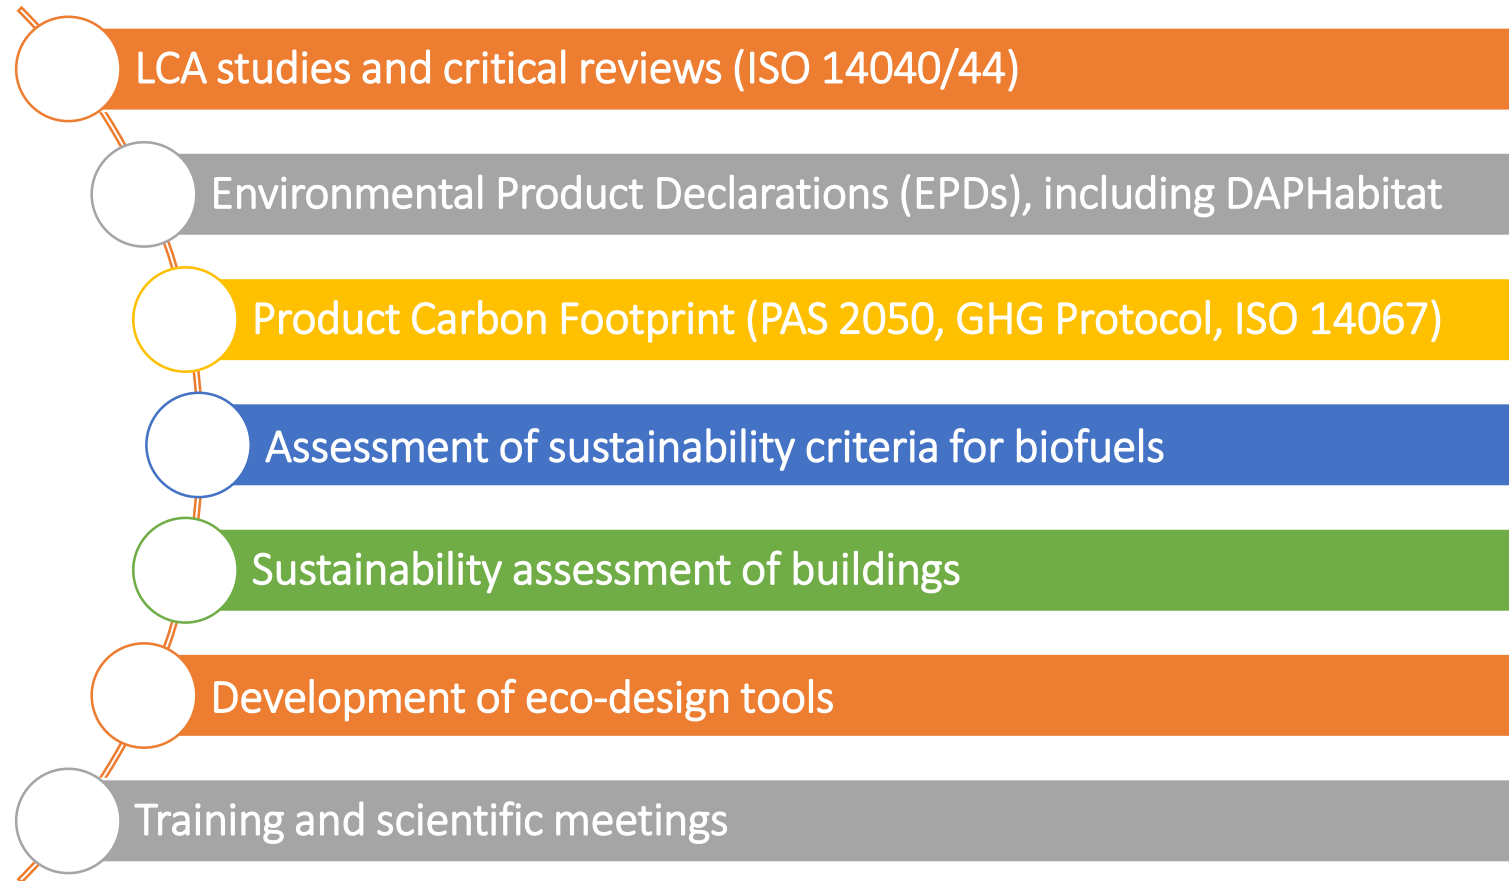 LCA studies and critical reviews (ISO 14040/44)
Environmental Product Declarations (EPDs), including DAPHabitat
Product Carbon Footprint (PAS 2050, GHG Protocol, ISO 14067)
Assessment of sustainability criteria for biofuels
Sustainability assessment of buildings
Development of eco-design tools
Training and scientific meetings